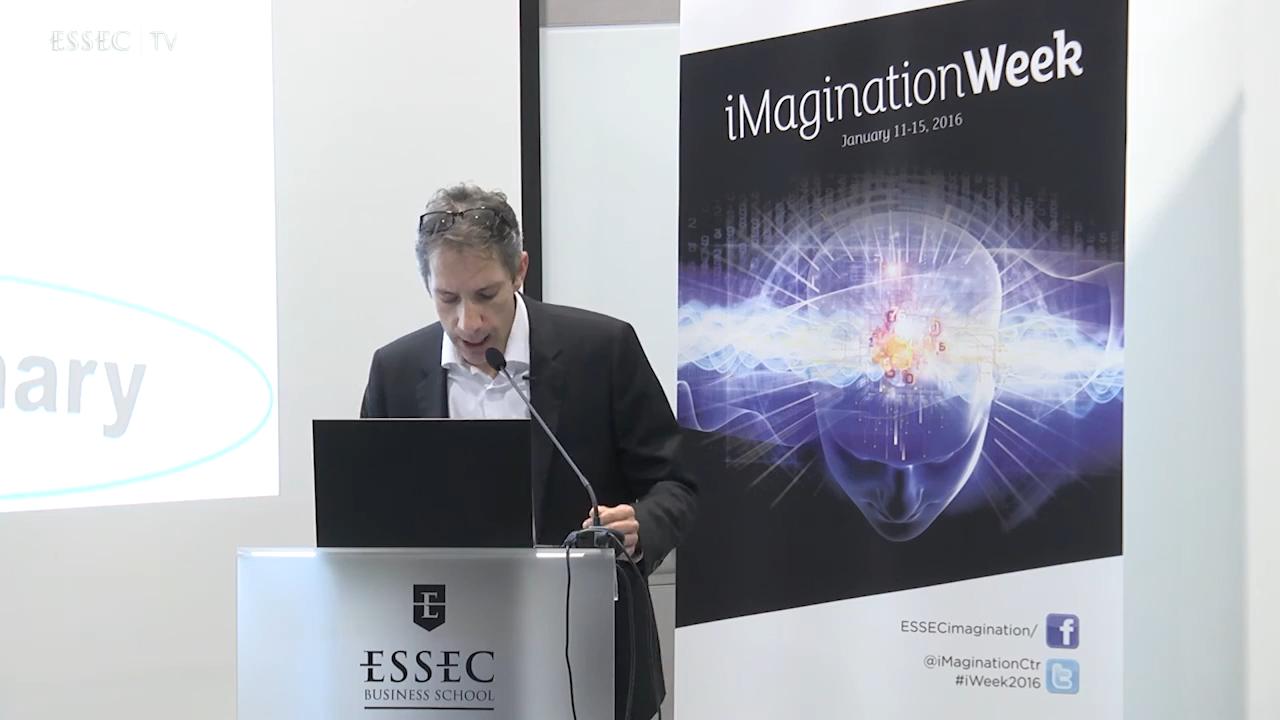 ESSEC | TV
iMaginationWeek
January 11-15, 2016
nary
E
ESSEC
BUSINESS SCHOOL
ESSECimagination/
f
@iMaginationCtr
#iWeek2016
t